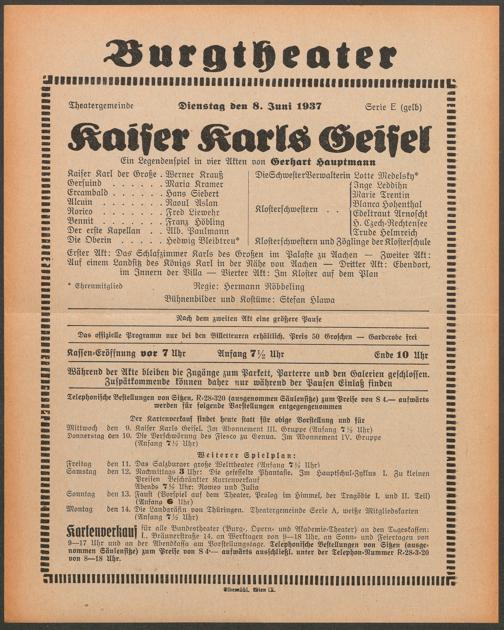 Burgtheater
Theatergemeinde Dienstag den 8. Juni 1937 Serie E (gelb)
Kaiser Karls Geisel
Ein Legendenspiel in vier Akten von Gerhart Hauptmann
Kaiser Karl der Große . Werner Krauß
Gersuind . . . . . . Maria Kramer
Ercambald . . . . . Hans Siebert
Alcuin . . . . . . Raoul Aslan
Rorico . . . . . . Fred Liewehr
Bennit . . . . . . Franz Höbling
Der erste Kapellan . . Alb. Paulmann
Die Oberin . . . . . Hedwig Bleibtreu*
Die Schwester Verwalterin Lotte Medelsky*
Klosterschwestern . .
Inge Leddihn
Marie Trentin
Blanca Hohenthal
Edeltraut Arnoscht
H. Czech-Rechtensee
Trude Helmreich
Klosterschwestern und Zöglinge der Klosterschule
Erster Akt: Das Schlafzimmer Karls des Großen im Palaste zu Aachen — Zweiter Akt:
Auf einem Landsitz des Königs Karl in der Nähe von Aachen — Dritter Akt: Ebendort,
im Innern der Villa — Vierter Akt: Im Kloster auf dem Plan
* Ehrenmitglied Regie: Hermann Röbbeling
Bühnenbilder und Kostüme: Stefan Hlawa
Nach dem zweiten Akt eine größere Pause
Das offizielle Programm nur bei den Billetteuren erhältlich. Preis 50 Groschen — Garderobe frei
Kassen-Eröffnung vor 7 Uhr Anfang 7½ Uhr Ende 10 Uhr
Während der Akte bleiben die Zugänge zum Parkett, Parterre und den Galerien geschlossen.
Zuspätkommende können daher nur während der Pausen Einlaß finden
Telephonische Bestellungen von Sitzen, R-28-320 (ausgenommen Säulensitze) zum Preise von S 4.— aufwärts
werden für folgende Vorstellungen entgegengenommen
Der Kartenverkauf findet heute statt für obige Vorstellung und für
Mittwoch den 9. Kaiser Karls Geisel. Im Abonnement III. Gruppe (Anfang 7½ Uhr)
Donnerstag den 10. Die Verschwörung des Fiesco zu Genua. Im Abonnement IV. Gruppe
(Anfang 7½ Uhr)
Weiterer Spielplan:
Freitag den 11. Das Salzburger große Welttheater (Anfang 7½ Uhr)
Samstag den 12. Nachmittags 3 Uhr: Die gefesselte Phantasie. Im Hauptschul-Zyklus I. Zu kleinen
Preisen Beschränkter Kartenverkauf
Abends 7½ Uhr: Romeo und Julia
Sonntag den 13. Faust (Vorspiel auf dem Theater, Prolog im Himmel, der Tragödie I. und II. Teil)
(Anfang 6 Uhr)
Montag den 14. Die Landgräfin von Thüringen. Theatergemeinde Serie A, weiße Mitgliedskarten
(Anfang 7½ Uhr)
Kartenverkauf für alle Bundestheater (Burg-, Opern- und Akademie-Theater) an den Tageskassen:
I., Bräunerstraße 14, an Werktagen von 9—18 Uhr, an Sonn- und Feiertagen von
9—17 Uhr und an der Abendkassa am Vorstellungstage. Telephonische Bestellungen von Sitzen (ausge-
nommen Säulensitze) zum Preise von S 4.— aufwärts ausschließl. unter der Telephon-Nummer R-28-3-20
von 8—18 Uhr.
Elbemühl, Wien IX.